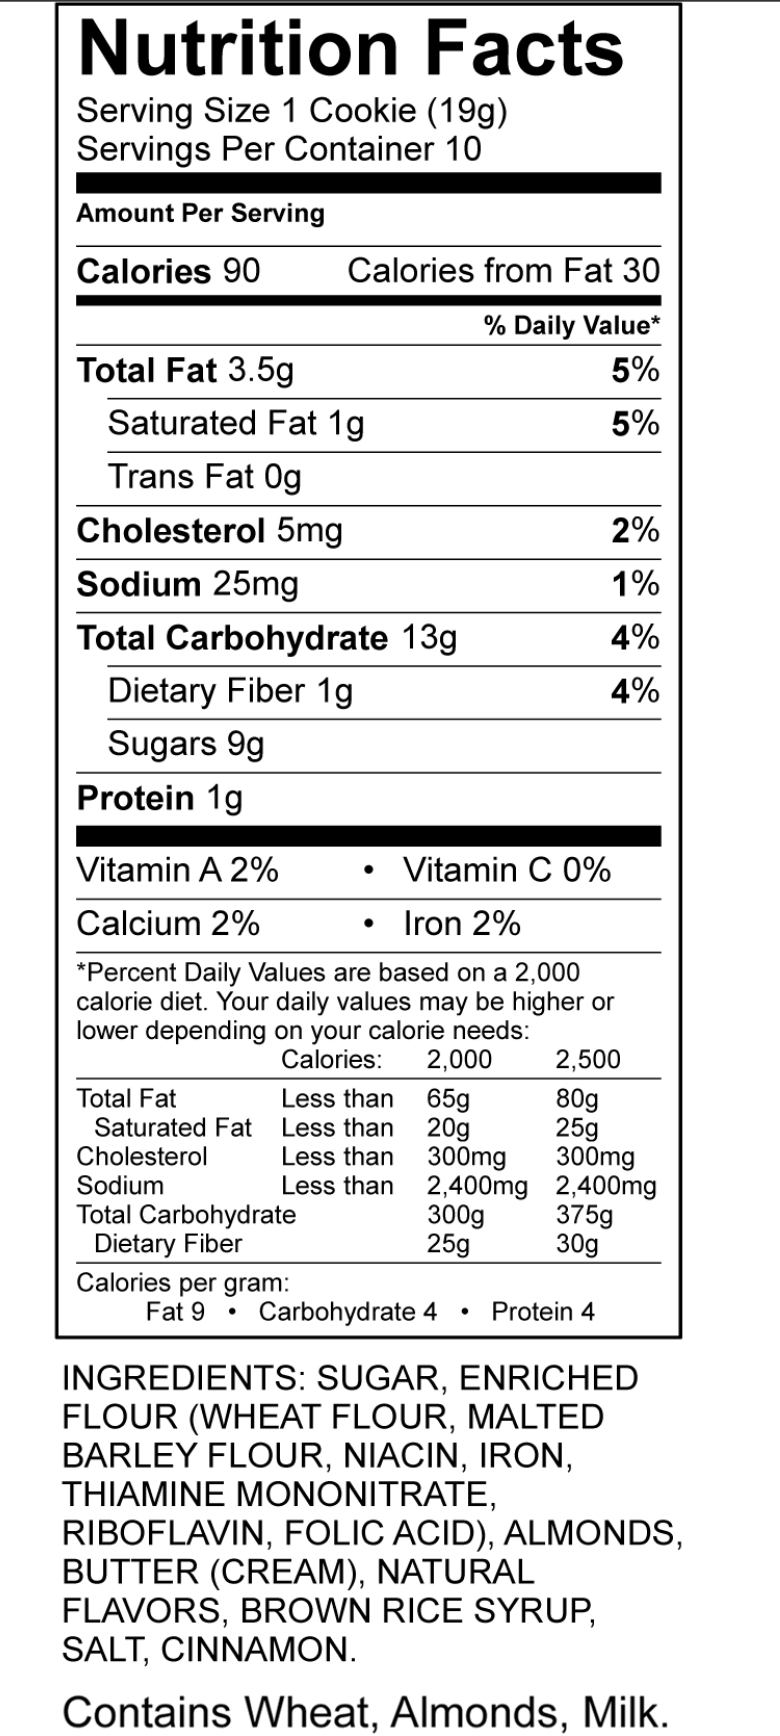 Nutrition Facts
Serving Size 1 Cookie (19g)
Servings Per Container 10
Amount Per Serving
Calories 90 Calories from Fat 30
% Daily Value*
Total Fat 3.5g 5%
Saturated Fat 1g 5%
Trans Fat 0g
Cholesterol 5mg 2%
Sodium 25mg 1%
Total Carbohydrate 13g 4%
Dietary Fiber 1g 4%
Sugars 9g
Protein 1g
Vitamin A 2% • Vitamin C 0%
Calcium 2% • Iron 2%
*Percent Daily Values are based on a 2,000
calorie diet. Your daily values may be higher or
lower depending on your calorie needs:
Calories: 2,000 2,500
Total Fat Less than 65g 80g
Saturated Fat Less than 20g 25g
Cholesterol Less than 300mg 300mg
Sodium Less than 2,400mg 2,400mg
Total Carbohydrate 300g 375g
Dietary Fiber 25g 30g
Calories per gram:
Fat 9 • Carbohydrate 4 • Protein 4
INGREDIENTS: SUGAR, ENRICHED
FLOUR (WHEAT FLOUR, MALTED
BARLEY FLOUR, NIACIN, IRON,
THIAMINE MONONITRATE,
RIBOFLAVIN, FOLIC ACID), ALMONDS,
BUTTER (CREAM), NATURAL
FLAVORS, BROWN RICE SYRUP,
SALT, CINNAMON.
Contains Wheat, Almonds, Milk.